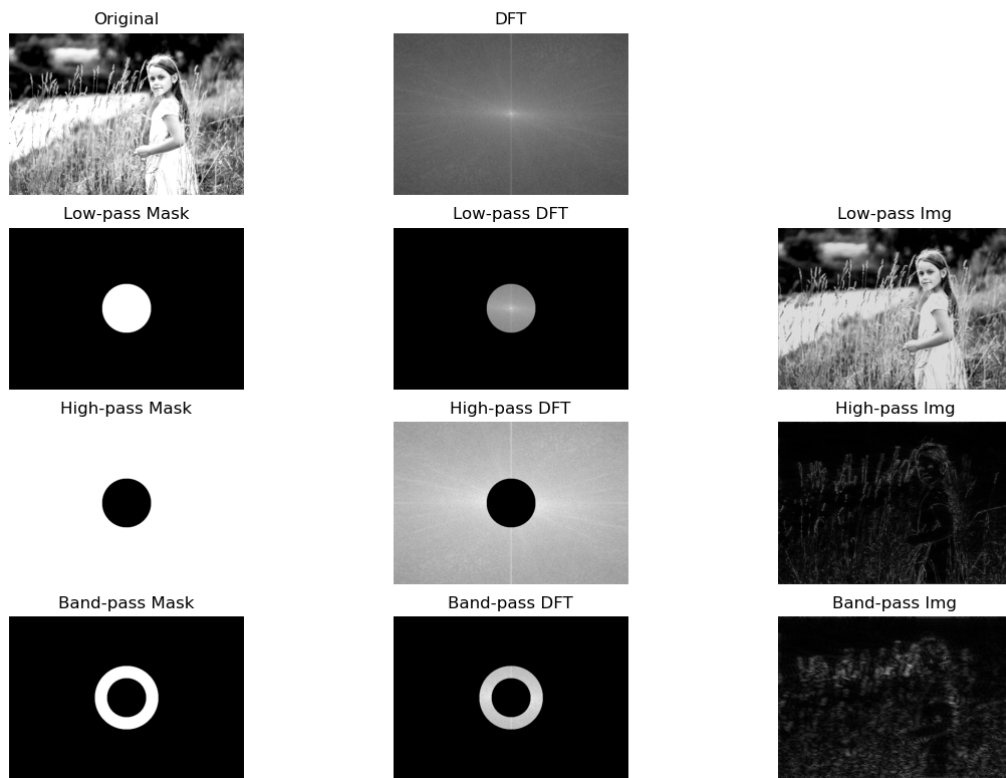 Original
DFT
Low-pass Mask
Low-pass DFT
Low-pass Img
High-pass Mask
High-pass DFT
High-pass Img
Band-pass Mask
Band-pass DFT
Band-pass Img